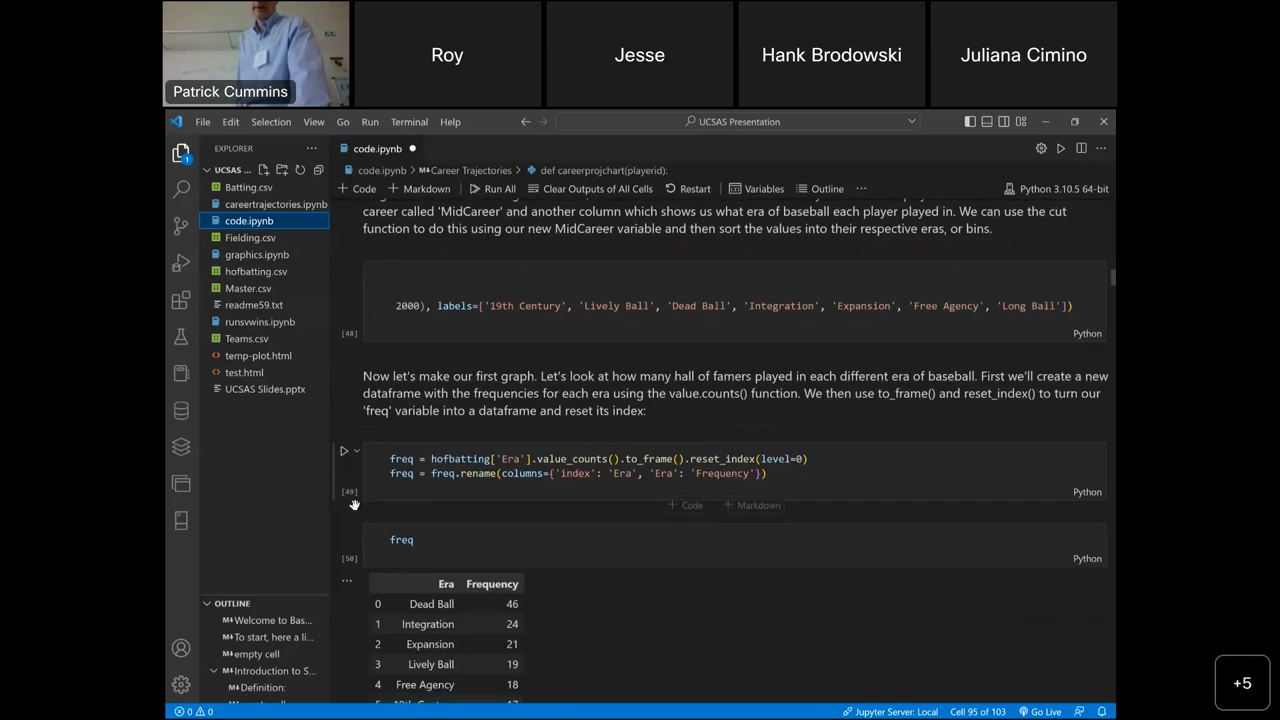 Patrick Cummins
Roy
Jesse
Hank Brodowski
Juliana Cimino
File Edit Selection View Go Run Terminal Help
UCSAS Presentation
EXPLORER
code.ipynb
UCSAS ...
code.ipynb > Career Trajectories > def careerprojchart(playerid):
Code Markdown Run All Clear Outputs of All Cells Restart Variables Outline ... Python 3.10.5 64-bit
Batting.csv
careertrajectories.ipynb
code.ipynb
Fielding.csv
graphics.ipynb
hofbatting.csv
Master.csv
readme59.txt
runsvwins.ipynb
Teams.csv
temp-plot.html
test.html
UCSAS Slides.pptx
OUTLINE
Welcome to Bas...
To start, here a li...
empty cell
Introduction to S...
Definition:
career called 'MidCareer' and another column which shows us what era of baseball each player played in. We can use the cut
function to do this using our new MidCareer variable and then sort the values into their respective eras, or bins.
2000), labels=['19th Century', 'Lively Ball', 'Dead Ball', 'Integration', 'Expansion', 'Free Agency', 'Long Ball'])
[48]
Python
Now let's make our first graph. Let's look at how many hall of famers played in each different era of baseball. First we'll create a new
dataframe with the frequencies for each era using the value.counts() function. We then use to_frame() and reset_index() to turn our
'freq' variable into a dataframe and reset its index:
freq = hofbatting['Era'].value_counts().to_frame().reset_index(level=0)
freq = freq.rename(columns={'index': 'Era', 'Era': 'Frequency'})
[49]
Python
+ Code + Markdown
freq
[50]
Python
Era Frequency
0 Dead Ball 46
1 Integration 24
2 Expansion 21
3 Lively Ball 19
4 Free Agency 18
+5
0 0 Jupyter Server: Local Cell 95 of 103 Go Live